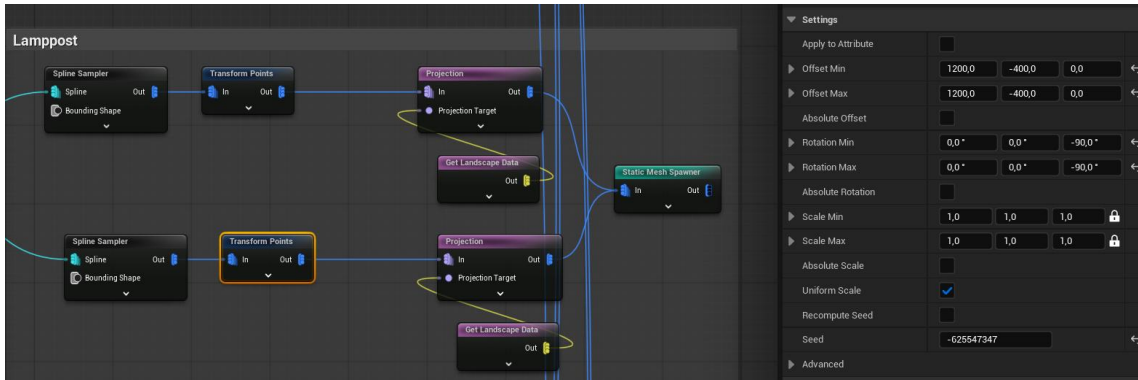 Lamppost
Spline Sampler
Spline Out
Bounding Shape
Transform Points
In Out
Projection
In Out
Projection Target
Get Landscape Data
Out
Static Mesh Spawner
In Out
Spline Sampler
Spline Out
Bounding Shape
Transform Points
In Out
Projection
In Out
Projection Target
Get Landscape Data
Out
Settings
Apply to Attribute
Offset Min 1200,0 -400,0 0,0
Offset Max 1200,0 -400,0 0,0
Absolute Offset
Rotation Min 0,0 ° 0,0 ° -90,0 °
Rotation Max 0,0 ° 0,0 ° -90,0 °
Absolute Rotation
Scale Min 1,0 1,0 1,0
Scale Max 1,0 1,0 1,0
Absolute Scale
Uniform Scale
Recompute Seed
Seed -625547347
Advanced